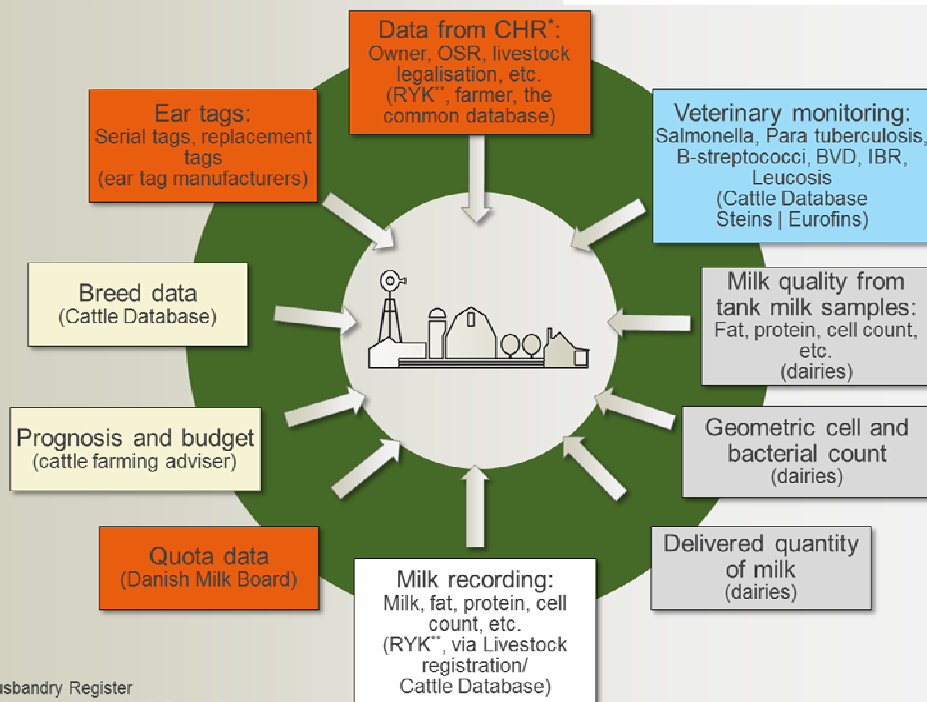 Data from CHR*:
Owner, OSR, livestock
legalisation, etc.
(RYK**, farmer, the
common database)
Ear tags:
Serial tags, replacement
tags
(ear tag manufacturers)
Veterinary monitoring:
Salmonella, Para tuberculosis,
B-streptococci, BVD, IBR,
Leucosis
(Cattle Database
Steins | Eurofins)
Breed data
(Cattle Database)
Milk quality from
tank milk samples:
Fat, protein, cell count,
etc.
(dairies)
Prognosis and budget
(cattle farming adviser)
Geometric cell and
bacterial count
(dairies)
Quota data
(Danish Milk Board)
Delivered quantity
of milk
(dairies)
Milk recording:
Milk, fat, protein, cell
count, etc.
(RYK**, via Livestock
registration/
Cattle Database)
usbandry Register